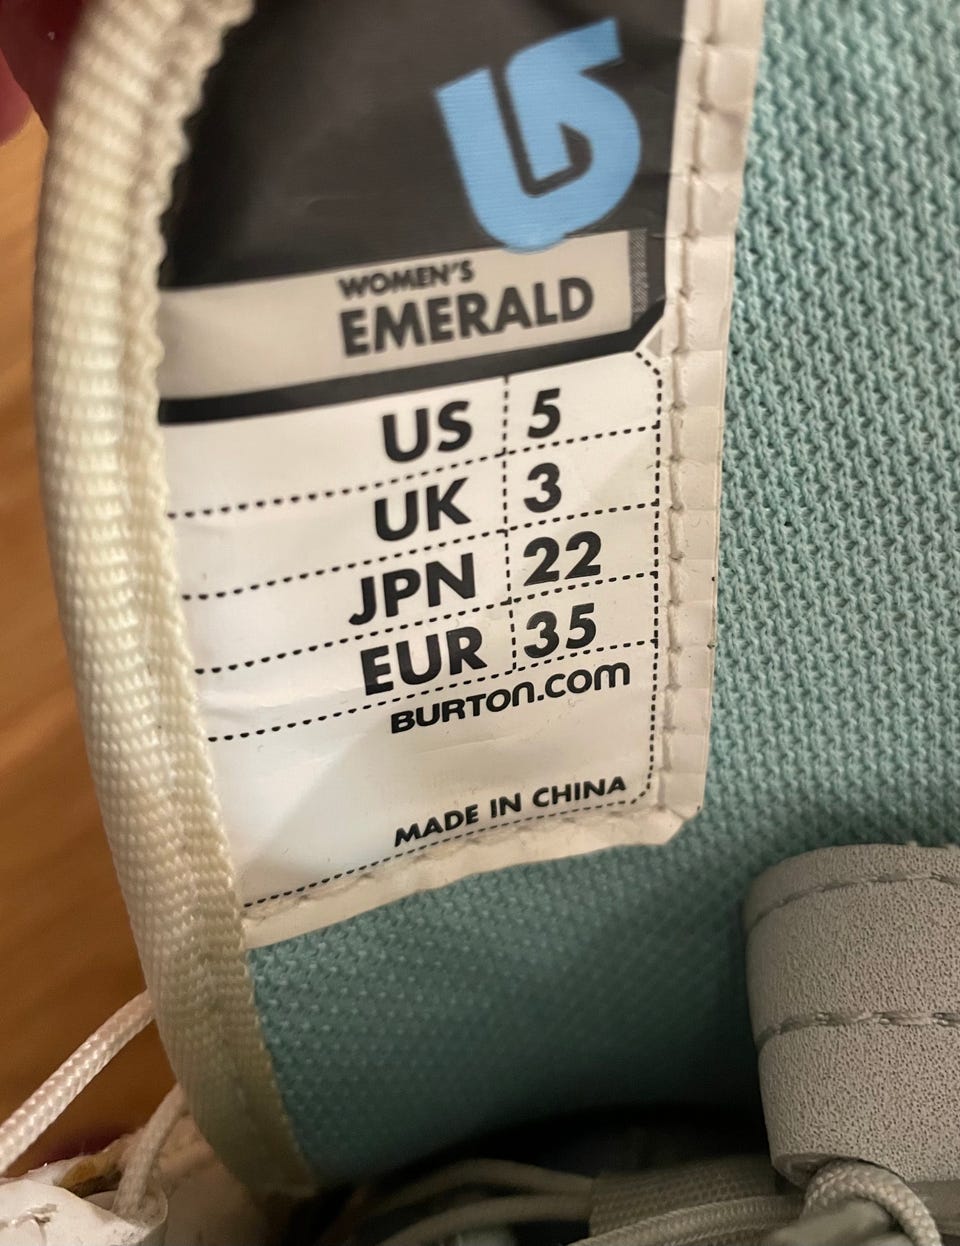 WOMEN'S
EMERALD
US 5
UK 3
JPN 22
EUR 35
BURTON.COM
MADE IN CHINA